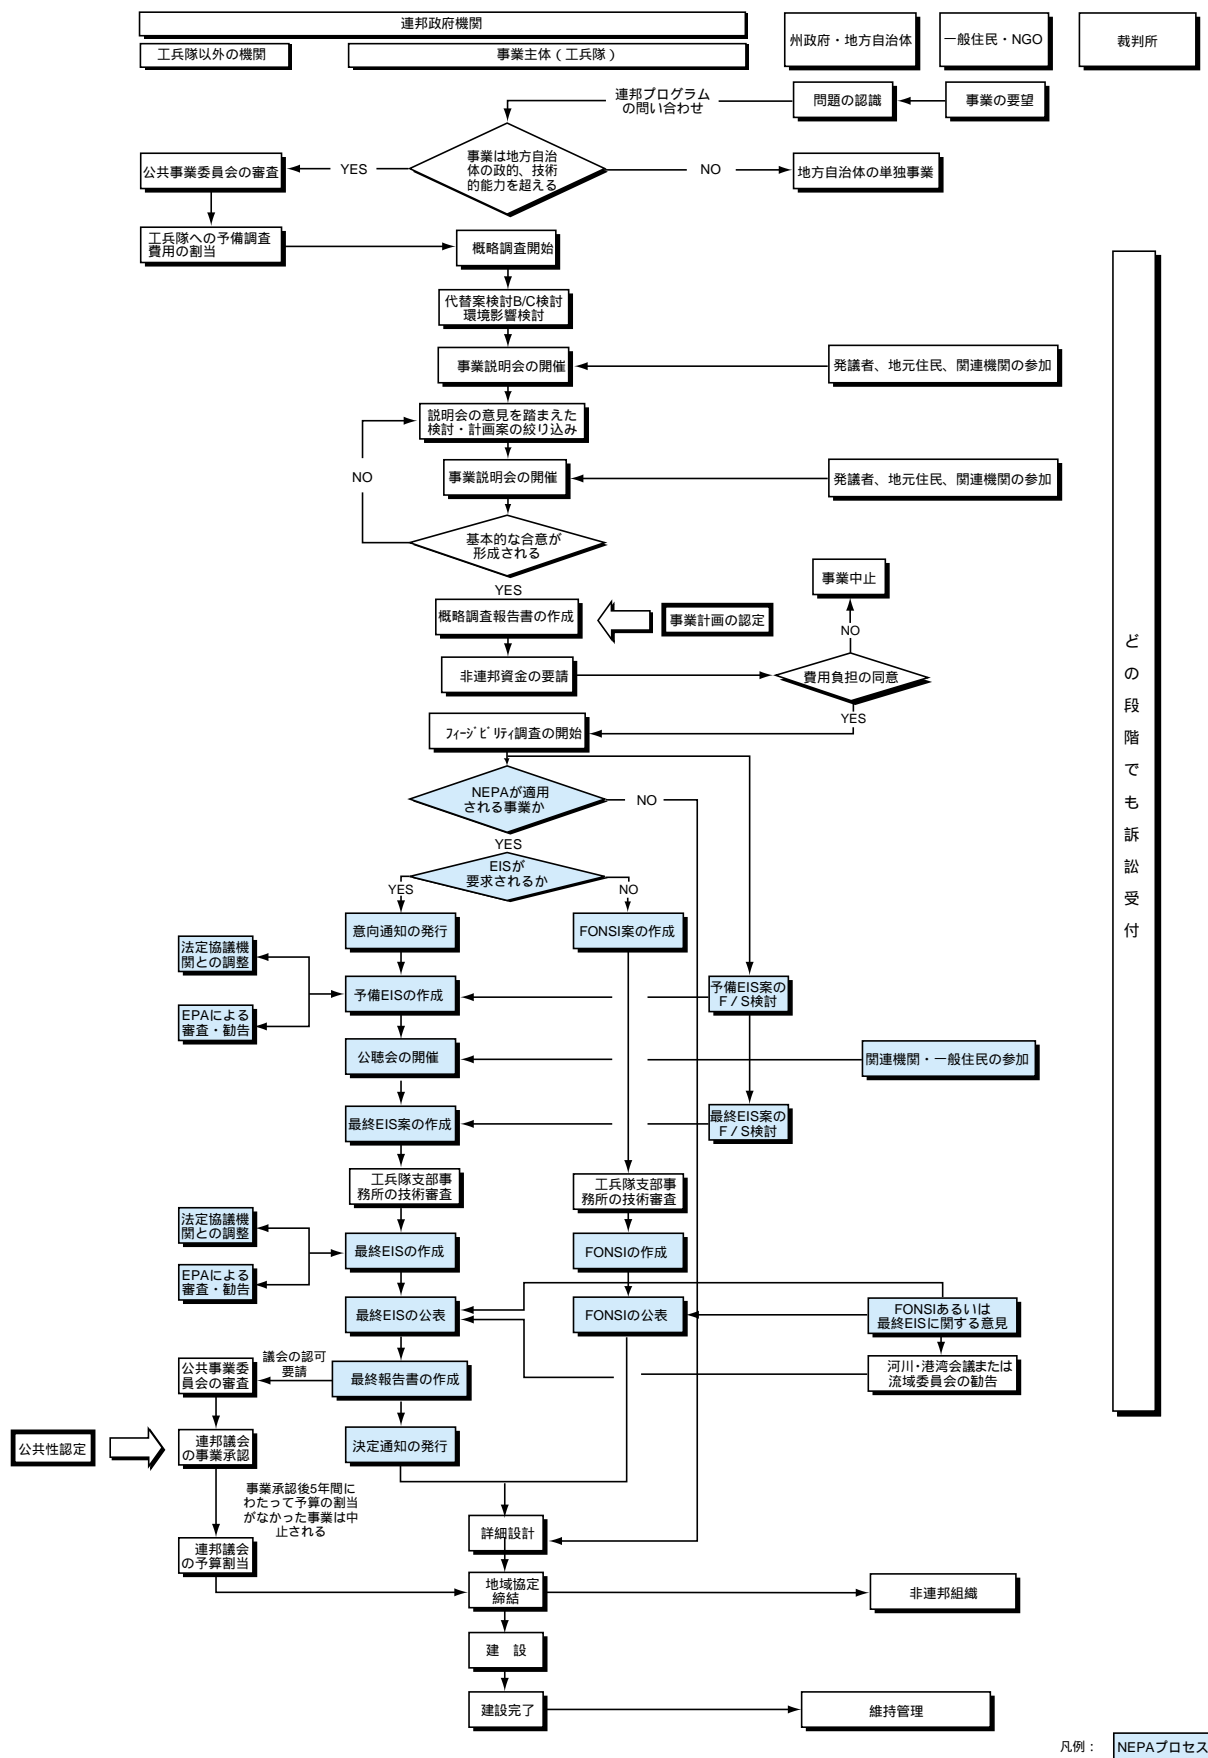 連邦政府機関
州政府・地方自治体
一般住民・NGO
裁判所
工兵隊以外の機関
事業主体（工兵隊）
連邦プログラム
の問い合わせ
問題の認識
事業の要望
事業は地方自治
体の政的、技術
的能力を超える
YES
NO
公共事業委員会の審査
地方自治体の単独事業
工兵隊への予備調査
費用の割当
概略調査開始
代替案検討B/C検討
環境影響検討
事業説明会の開催
発議者、地元住民、関連機関の参加
説明会の意見を踏まえた
検討・計画案の絞り込み
NO
事業説明会の開催
発議者、地元住民、関連機関の参加
基本的な合意が
形成される
YES
事業中止
概略調査報告書の作成
事業計画の認定
NO
非連邦資金の要請
費用負担の同意
YES
ﾌｨｰｼﾞﾋﾞﾘﾃｨ調査の開始
どの段階でも訴訟受付
NEPAが適用
される事業か
NO
YES
EISが
要求されるか
YES
NO
意向通知の発行
FONSI案の作成
法定協議機
関との調整
予備EISの作成
予備EIS案の
F / S検討
EPAによる
審査・勧告
公聴会の開催
関連機関・一般住民の参加
最終EIS案の作成
最終EIS案の
F / S検討
工兵隊支部事
務所の技術審査
工兵隊支部事
務所の技術審査
法定協議機
関との調整
最終EISの作成
FONSIの作成
EPAによる
審査・勧告
最終EISの公表
FONSIの公表
FONSIあるいは
最終EISに関する意見
議会の認可
要請
公共事業委
員会の審査
最終報告書の作成
河川・港湾会議または
流域委員会の勧告
公共性認定
連邦議会
の事業承認
決定通知の発行
事業承認後5年間に
わたって予算の割当
がなかった事業は中
止される
詳細設計
連邦議会
の予算割当
地域協定
締結
非連邦組織
建　設
建設完了
維持管理
凡例：
NEPAプロセス